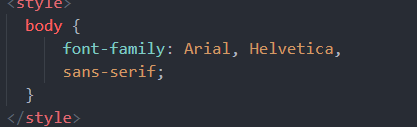 <style>
body {
font-family: Arial, Helvetica,
sans-serif;
}
</style>